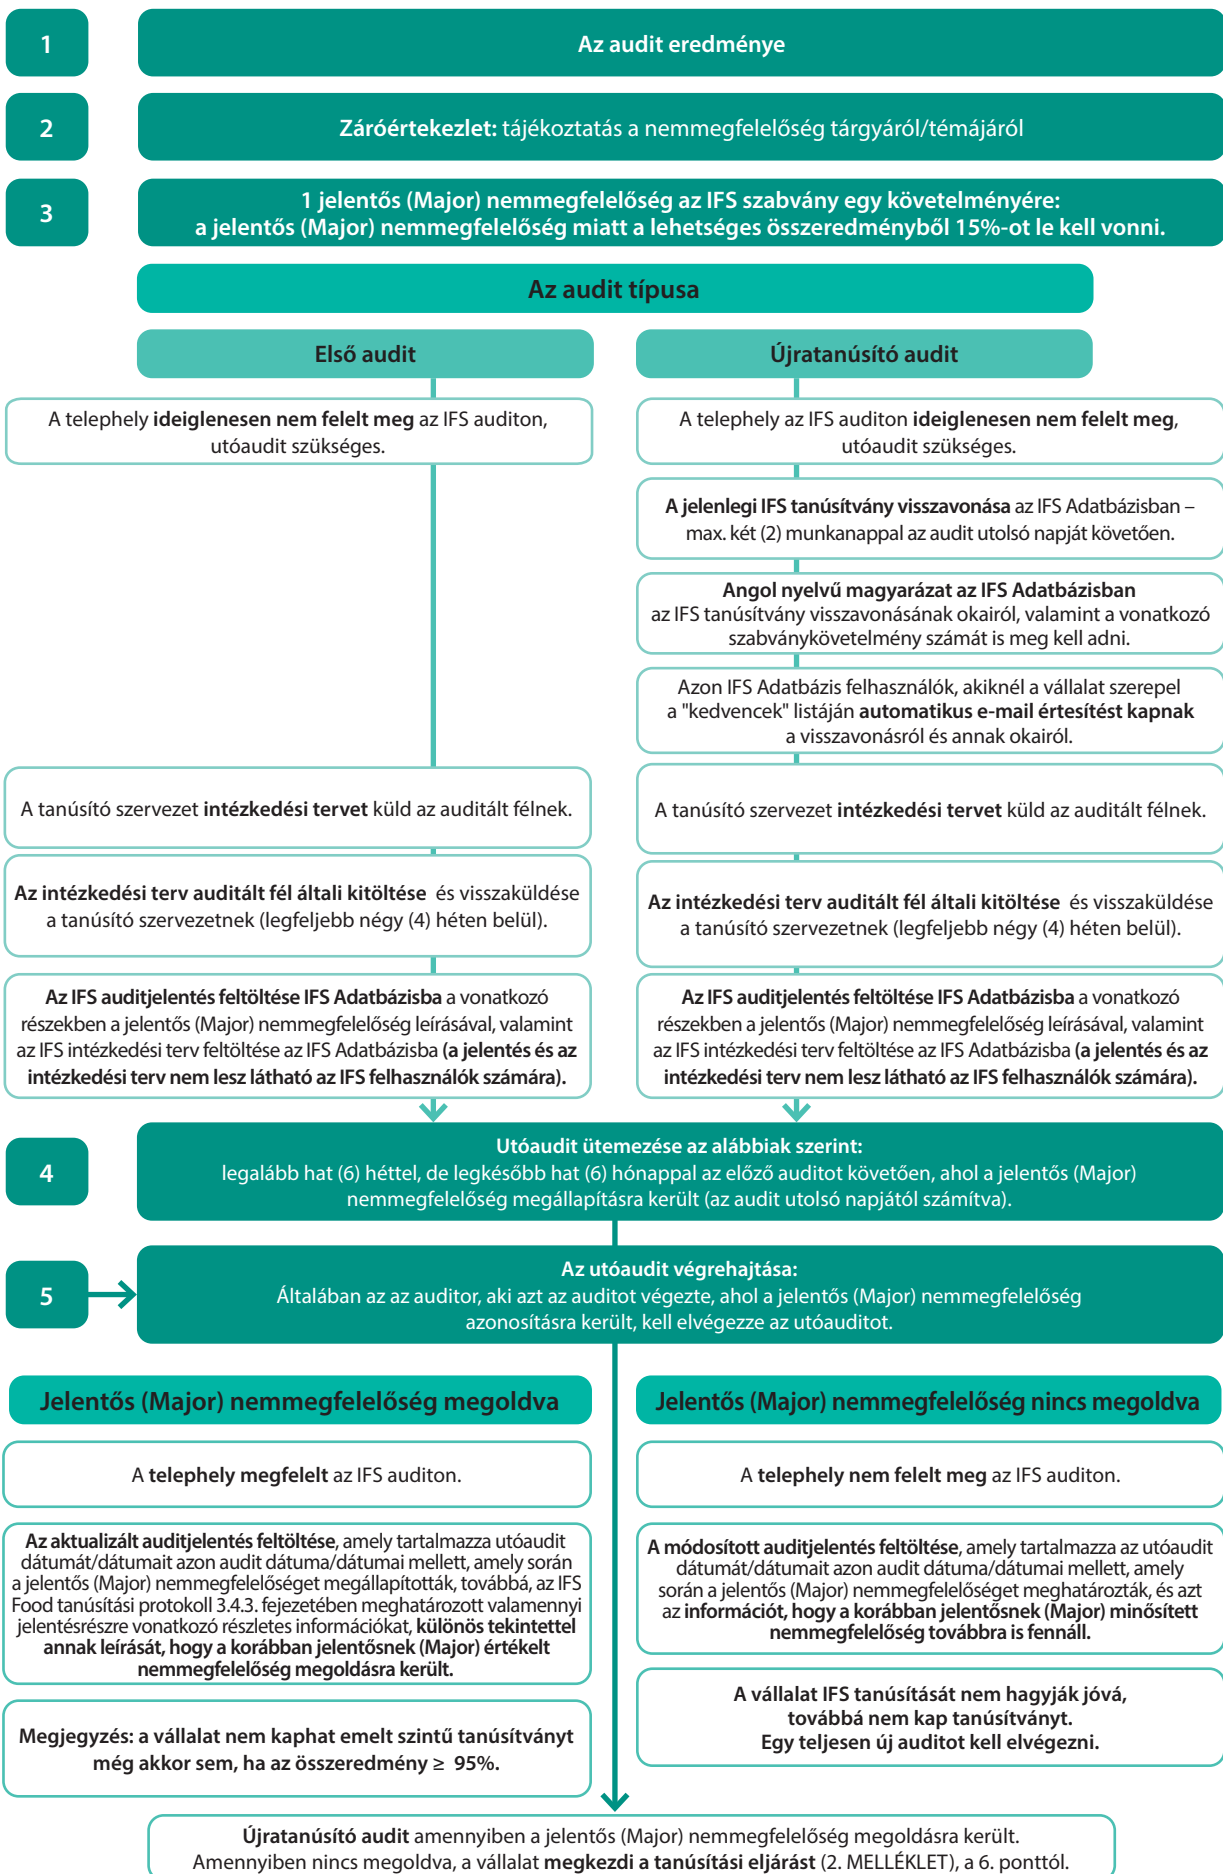 1
Az audit eredménye
2
Záróértekezlet: tájékoztatás a nemmegfelelőség tárgyáról/témájáról
3
1 jelentős (Major) nemmegfelelőség az IFS szabvány egy követelményére:
a jelentős (Major) nemmegfelelőség miatt a lehetséges összeredményből 15%-ot le kell vonni.
Az audit típusa
Első audit
A telephely ideiglenesen nem felelt meg az IFS auditon,
utóaudit szükséges.
A tanúsító szervezet intézkedési tervet küld az auditált félnek.
Az intézkedési terv auditált fél általi kitöltése és visszaküldése
a tanúsító szervezetnek (legfeljebb négy (4) héten belül).
Az IFS auditjelentés feltöltése IFS Adatbázisba a vonatkozó
részekben a jelentős (Major) nemmegfelelőség leírásával, valamint
az IFS intézkedési terv feltöltése az IFS Adatbázisba (a jelentés és az
intézkedési terv nem lesz látható az IFS felhasználók számára).
Újratanúsító audit
A telephely az IFS auditon ideiglenesen nem felelt meg,
utóaudit szükséges.
A jelenlegi IFS tanúsítvány visszavonása az IFS Adatbázisban –
max. két (2) munkanappal az audit utolsó napját követően.
Angol nyelvű magyarázat az IFS Adatbázisban
az IFS tanúsítvány visszavonásának okairól, valamint a vonatkozó
szabványkövetelmény számát is meg kell adni.
Azon IFS Adatbázis felhasználók, akiknél a vállalat szerepel
a "kedvencek" listáján automatikus e-mail értesítést kapnak
a visszavonásról és annak okairól.
A tanúsító szervezet intézkedési tervet küld az auditált félnek.
Az intézkedési terv auditált fél általi kitöltése és visszaküldése
a tanúsító szervezetnek (legfeljebb négy (4) héten belül).
Az IFS auditjelentés feltöltése IFS Adatbázisba a vonatkozó
részekben a jelentős (Major) nemmegfelelőség leírásával, valamint
az IFS intézkedési terv feltöltése az IFS Adatbázisba (a jelentés és az
intézkedési terv nem lesz látható az IFS felhasználók számára).
4
Utóaudit ütemezése az alábbiak szerint:
legalább hat (6) héttel, de legkésőbb hat (6) hónappal az előző auditot követően, ahol a jelentős (Major)
nemmegfelelőség megállapításra került (az audit utolsó napjától számítva).
5
Az utóaudit végrehajtása:
Általában az az auditor, aki azt az auditot végezte, ahol a jelentős (Major) nemmegfelelőség
azonosításra került, kell elvégezze az utóauditot.
Jelentős (Major) nemmegfelelőség megoldva
A telephely megfelelt az IFS auditon.
Az aktualizált auditjelentés feltöltése, amely tartalmazza utóaudit
dátumát/dátumait azon audit dátuma/dátumai mellett, amely során
a jelentős (Major) nemmegfelelőséget megállapították, továbbá, az IFS
Food tanúsítási protokoll 3.4.3. fejezetében meghatározott valamennyi
jelentésrészre vonatkozó részletes információkat, különös tekintettel
annak leírását, hogy a korábban jelentősnek (Major) értékelt
nemmegfelelőség megoldásra került.
Megjegyzés: a vállalat nem kaphat emelt szintű tanúsítványt
még akkor sem, ha az összeredmény ≥ 95%.
Jelentős (Major) nemmegfelelőség nincs megoldva
A telephely nem felelt meg az IFS auditon.
A módosított auditjelentés feltöltése, amely tartalmazza az utóaudit
dátumát/dátumait azon audit dátuma/dátumai mellett, amely
során a jelentős (Major) nemmegfelelőséget meghatározták, és azt
az információt, hogy a korábban jelentősnek (Major) minősített
nemmegfelelőség továbbra is fennáll.
A vállalat IFS tanúsítását nem hagyják jóvá,
továbbá nem kap tanúsítványt.
Egy teljesen új auditot kell elvégezni.
Újratanúsító audit amennyiben a jelentős (Major) nemmegfelelőség megoldásra került.
Amennyiben nincs megoldva, a vállalat megkezdi a tanúsítási eljárást (2. MELLÉKLET), a 6. ponttól.